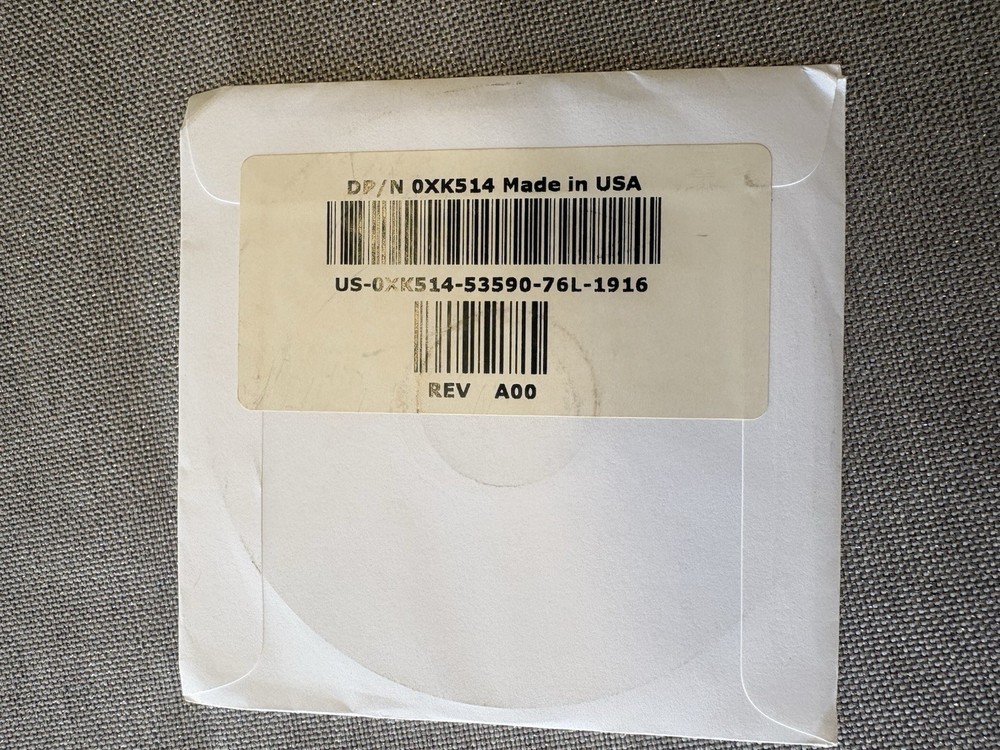 DP/N 0XK514 Made in USA
US-0XK514-53590-76L-1916
REV A00